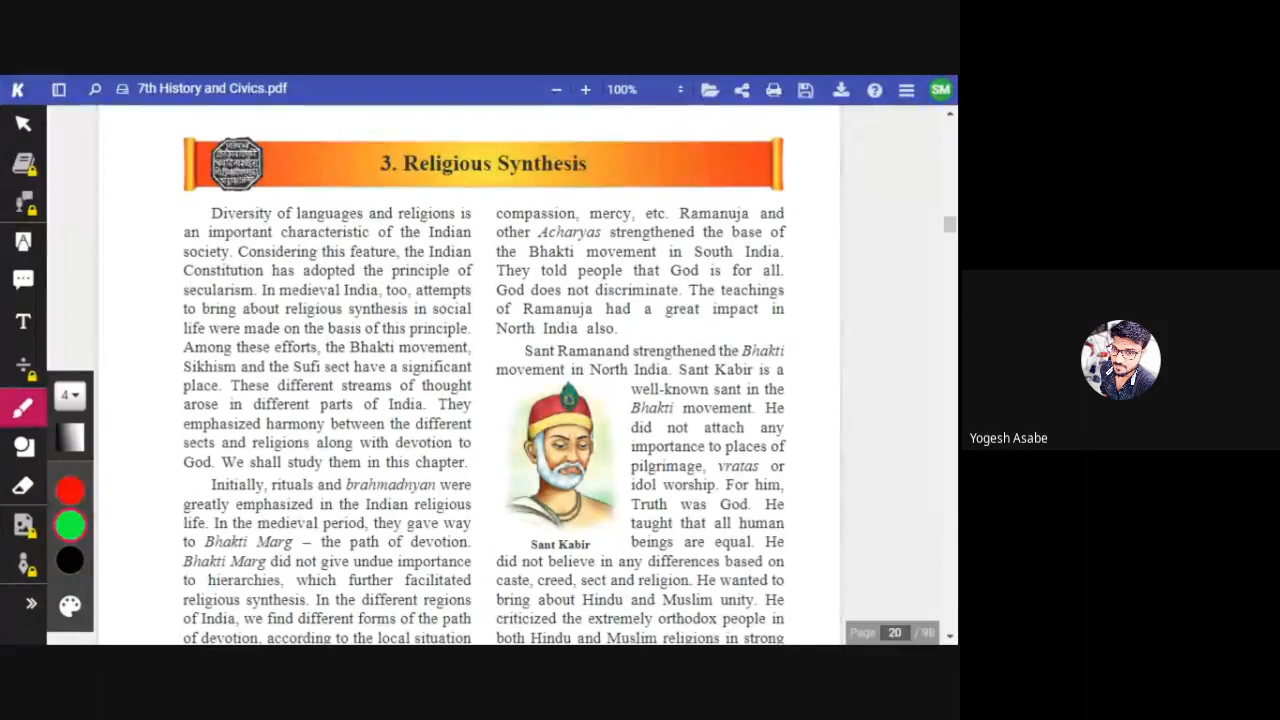 K
7th History and Civics.pdf
100%
SM
3. Religious Synthesis
Diversity of languages and religions is
an important characteristic of the Indian
society. Considering this feature, the Indian
Constitution has adopted the principle of
secularism. In medieval India, too, attempts
to bring about religious synthesis in social
life were made on the basis of this principle.
Among these efforts, the Bhakti movement,
Sikhism and the Sufi sect have a significant
place. These different streams of thought
arose in different parts of India. They
emphasized harmony between the different
sects and religions along with devotion to
God. We shall study them in this chapter.
Initially, rituals and brahmadnyan were
greatly emphasized in the Indian religious
life. In the medieval period, they gave way
to Bhakti Marg – the path of devotion.
Bhakti Marg did not give undue importance
to hierarchies, which further facilitated
religious synthesis. In the different regions
of India, we find different forms of the path
of devotion, according to the local situation
compassion, mercy, etc. Ramanuja and
other Acharyas strengthened the base of
the Bhakti movement in South India.
They told people that God is for all.
God does not discriminate. The teachings
of Ramanuja had a great impact in
North India also.
Sant Ramanand strengthened the Bhakti
movement in North India. Sant Kabir is a
well-known sant in the
Bhakti movement. He
did not attach any
importance to places of
pilgrimage, vratas or
idol worship. For him,
Truth was God. He
taught that all human
beings are equal. He
Sant Kabir
did not believe in any differences based on
caste, creed, sect and religion. He wanted to
bring about Hindu and Muslim unity. He
criticized the extremely orthodox people in
both Hindu and Muslim religions in strong
4
Page 20 / 98
Yogesh Asabe